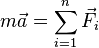 m\vec{a} = \sum_{i=1}^{n} \vec{F}_i